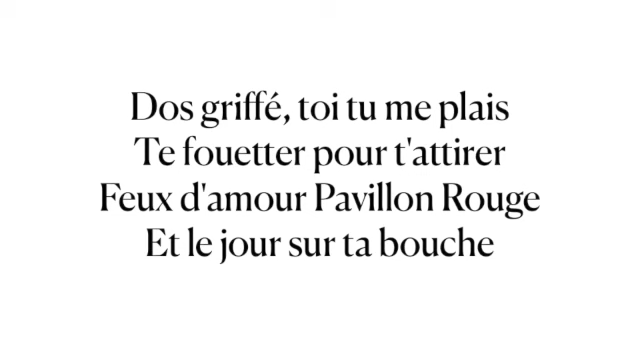 Dos griffé, toi tu me plais
Te fouetter pour t'attirer
Feux d'amour Pavillon Rouge
Et le jour sur ta bouche